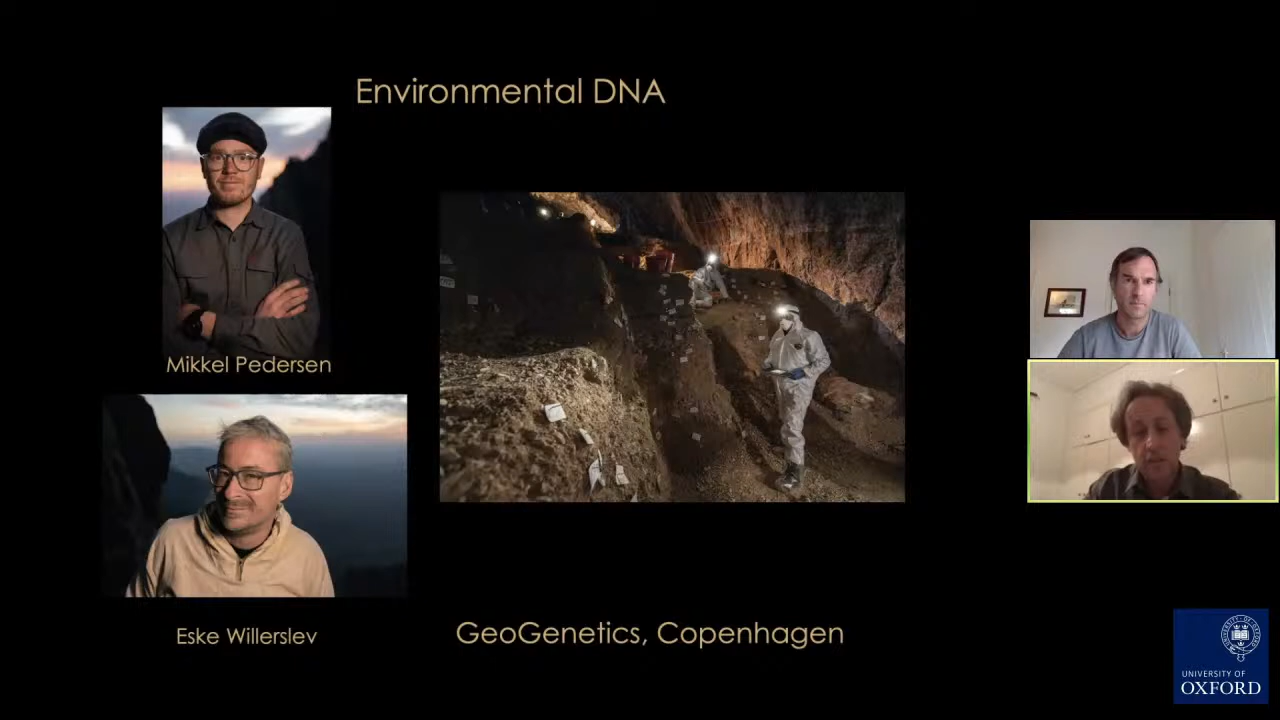 Environmental DNA
Mikkel Pedersen
Eske Willerslev
GeoGenetics, Copenhagen
UNIVERSITY OF
OXFORD